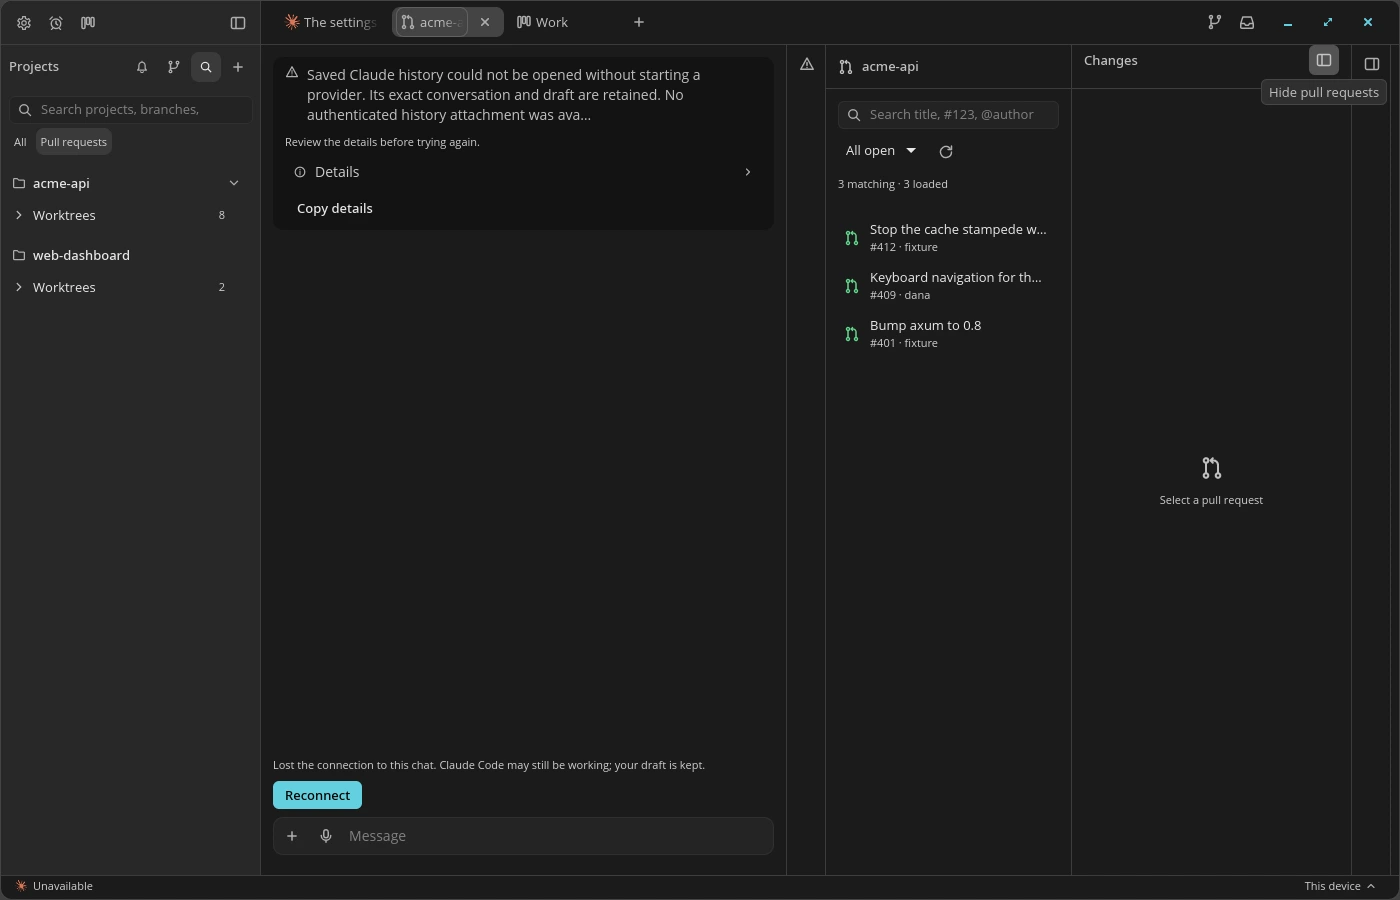 The settings
acme-a
Work
Projects
Search projects, branches,
All
Pull requests
acme-api
Worktrees
8
web-dashboard
Worktrees
2
Saved Claude history could not be opened without starting a
provider. Its exact conversation and draft are retained. No
authenticated history attachment was ava...
Review the details before trying again.
Details
Copy details
Lost the connection to this chat. Claude Code may still be working; your draft is kept.
Reconnect
Message
acme-api
Search title, #123, @author
All open
3 matching · 3 loaded
Stop the cache stampede w...
#412 · fixture
Keyboard navigation for th...
#409 · dana
Bump axum to 0.8
#401 · fixture
Changes
Hide pull requests
Select a pull request
Unavailable
This device